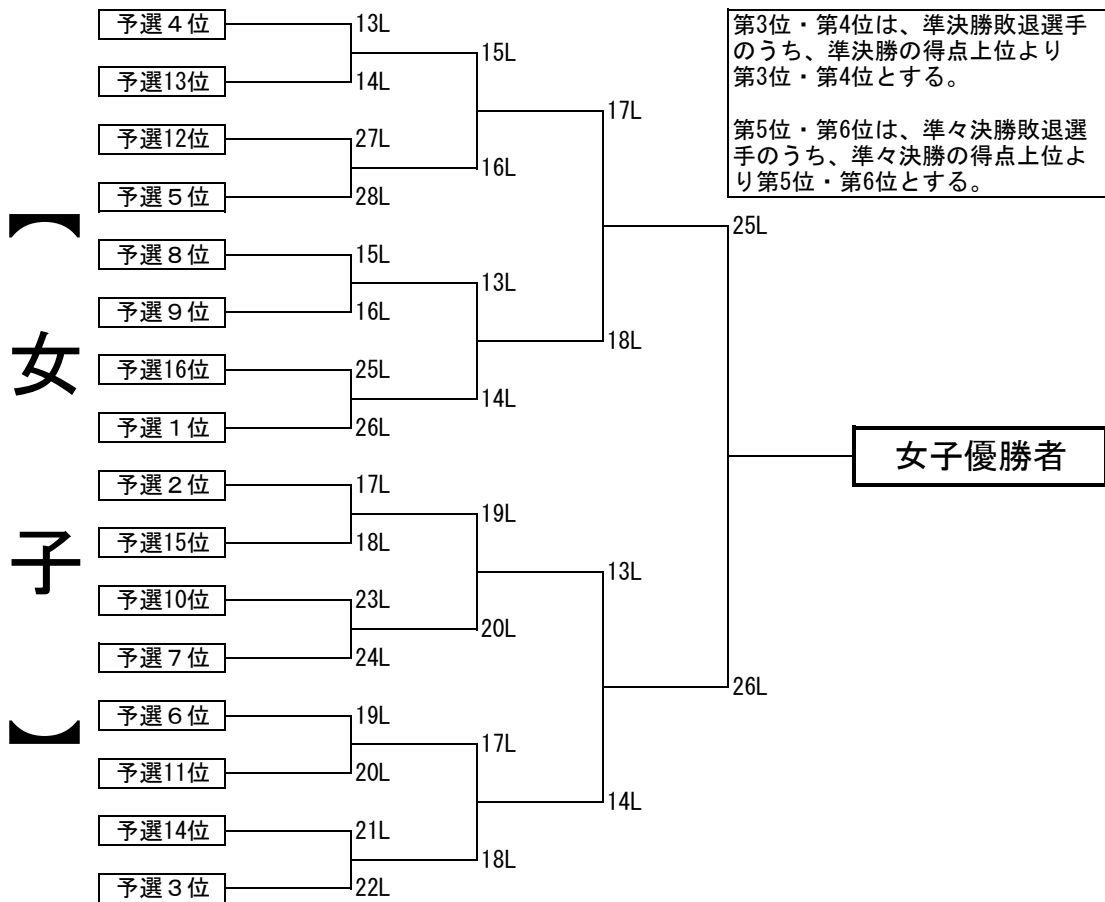 【女子】
予選４位
13L
15L
予選13位
14L
17L
予選12位
27L
16L
予選５位
28L
25L
予選８位
15L
13L
予選９位
16L
18L
予選16位
25L
14L
予選１位
26L
女子優勝者
予選２位
17L
19L
予選15位
18L
13L
予選10位
23L
20L
予選７位
24L
26L
予選６位
19L
17L
予選11位
20L
14L
予選14位
21L
18L
予選３位
22L
第3位・第4位は、準決勝敗退選手
のうち、準決勝の得点上位より
第3位・第4位とする。
第5位・第6位は、準々決勝敗退選
手のうち、準々決勝の得点上位よ
り第5位・第6位とする。